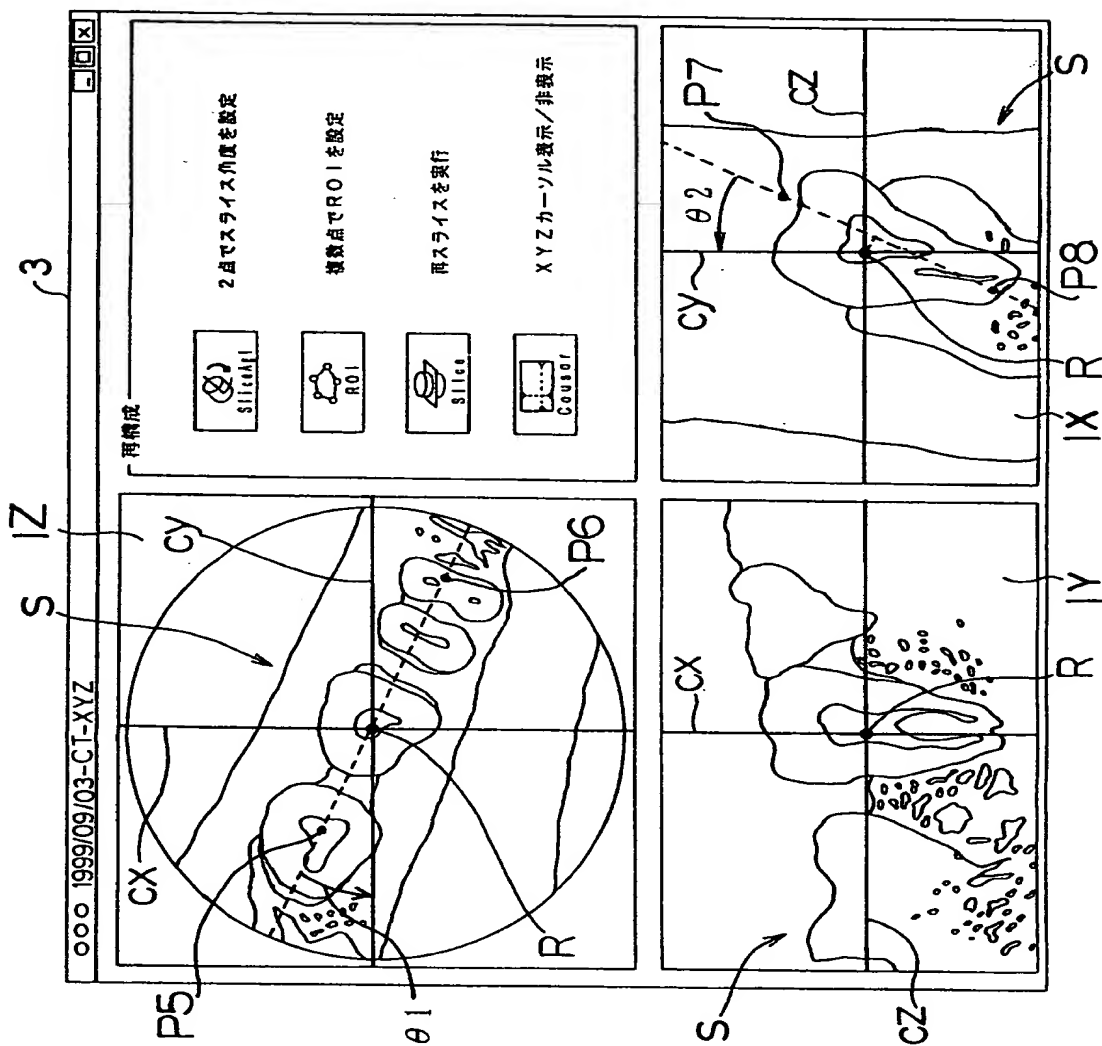 3
○○○ 1999/09/03-CT-XYZ
IZ
S
CX
CY
P5
θ1
R
P6
再構成
SliceAgl
2点でスライス角度を設定
ROI
複数点でROIを設定
Slice
再スライスを実行
Cousor
XYZカーソル表示/非表示
S
CX
CZ
R
IY
CY
θ2
P7
CZ
S
IX
R
P8